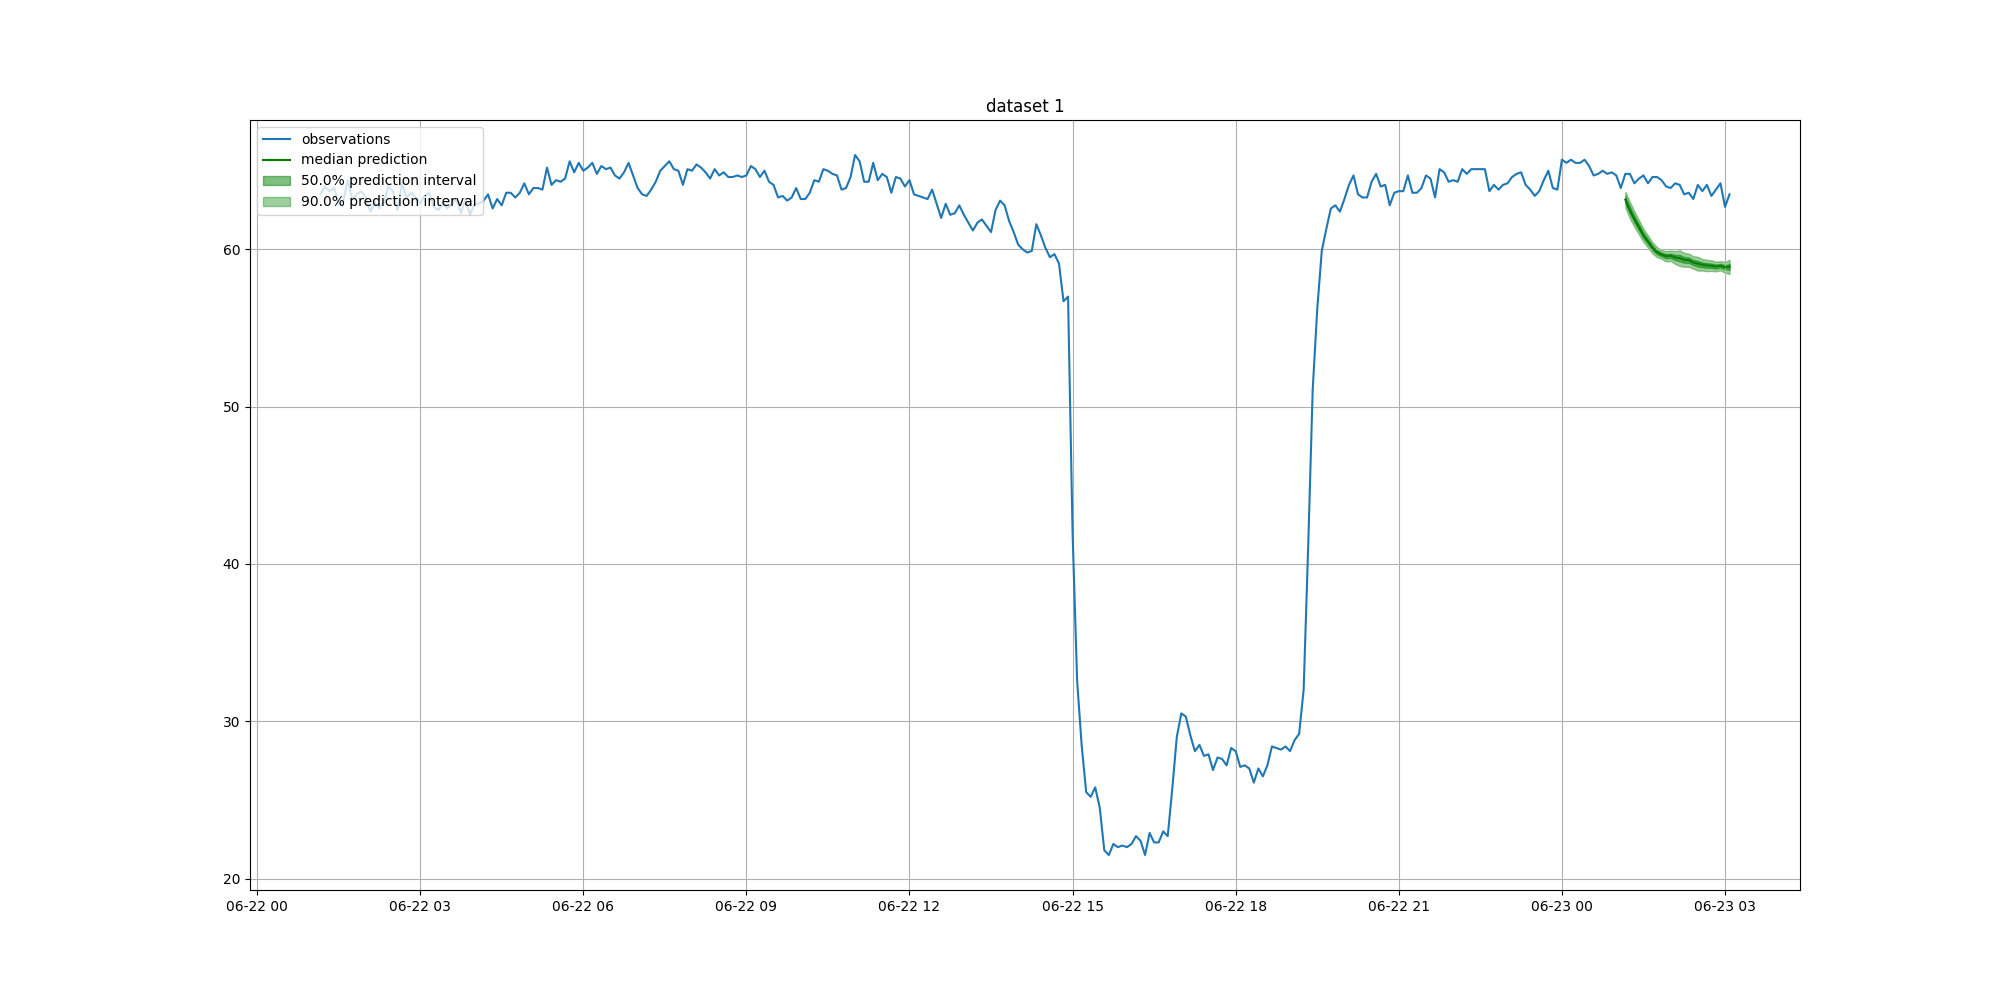 dataset 1
observations
median prediction
50.0% prediction interval
90.0% prediction interval
60
50
40
30
20
06-22 00 06-22 03 06-22 06 06-22 09 06-22 12 06-22 15 06-22 18 06-22 21 06-23 00 06-23 03